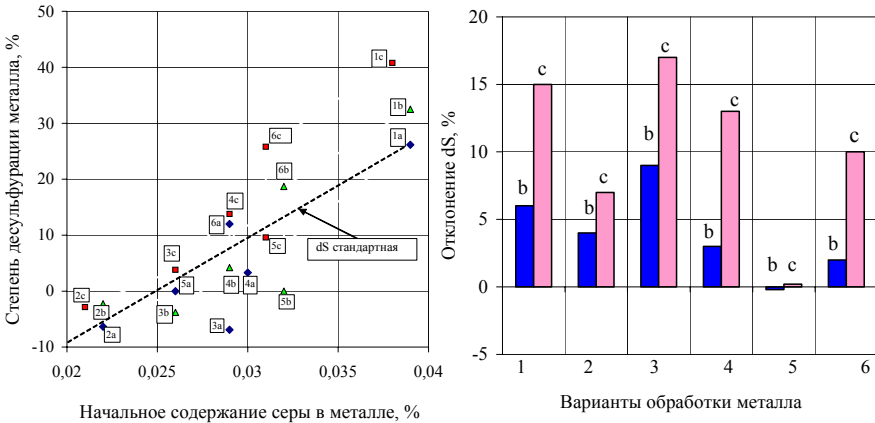 Степень десульфурации металла, %
50
40
30
20
10
0
-10
1c
1b
1a
6c
6b
4c
6a
5c
3c
5a
4b
4a
2c
2b
2a
3b
3a
5b
dS стандартная
0,02
0,025
0,03
0,035
0,04
Начальное содержание серы в металле, %
Отклонение dS, %
20
15
10
5
0
-5
b
c
b
c
b
c
b
c
b
c
b
c
1
2
3
4
5
6
Варианты обработки металла